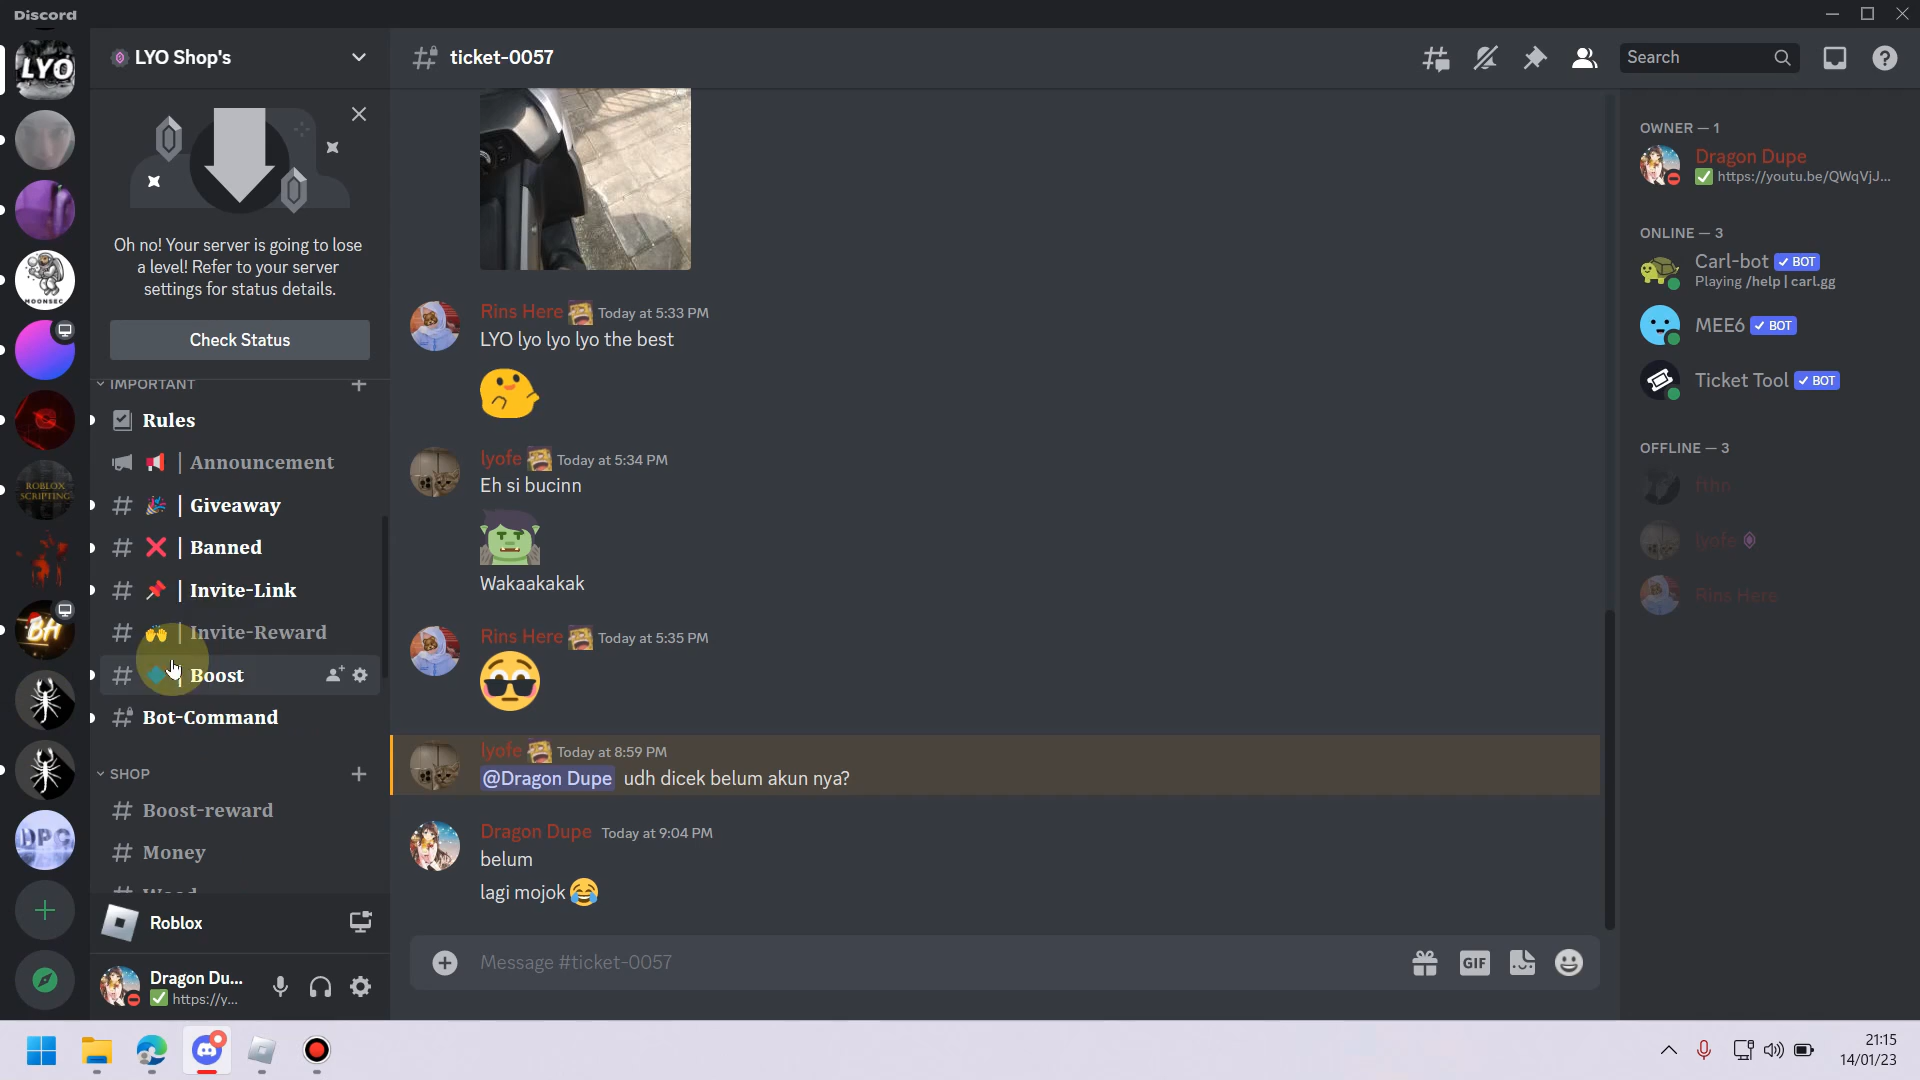 Discord
LYO
LYO Shop's
ticket-0057
Search
Oh no! Your server is going to lose
a level! Refer to your server
settings for status details.
Check Status
IMPORTANT
Rules
| Announcement
| Giveaway
| Banned
| Invite-Link
| Invite-Reward
| Boost
Bot-Command
SHOP
Boost-reward
Money
Wood
Roblox
Dragon Du...
https://y...
MOONSEC
ROBLOX
SCRIPTING
BH
DPC
Rins Here Today at 5:33 PM
LYO lyo lyo lyo the best
lyofe Today at 5:34 PM
Eh si bucinn
Wakaakakak
Rins Here Today at 5:35 PM
lyofe Today at 8:59 PM
@Dragon Dupe udh dicek belum akun nya?
Dragon Dupe Today at 9:04 PM
belum
lagi mojok
Message #ticket-0057
GIF
OWNER — 1
Dragon Dupe
https://youtu.be/QWqVjJ...
ONLINE — 3
Carl-bot BOT
Playing /help | carl.gg
MEE6 BOT
Ticket Tool BOT
OFFLINE — 3
lyofe
Rins Here
21:15
14/01/23